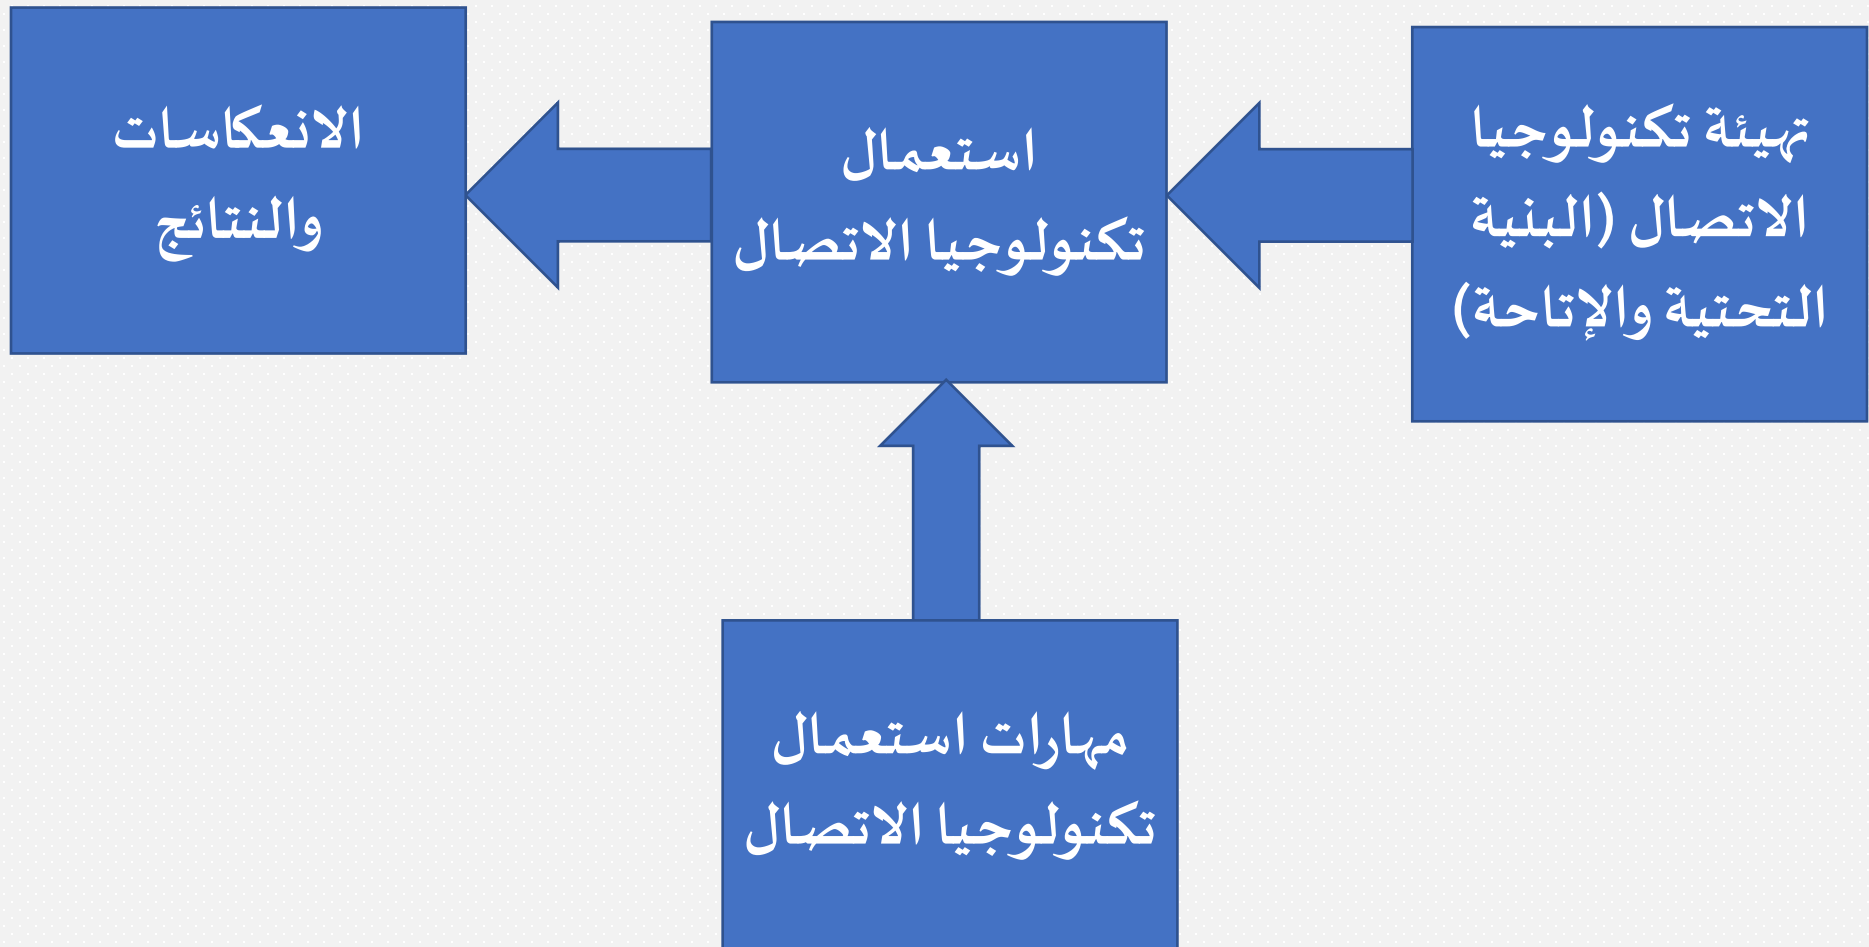 تهيئة تكنولوجيا
الاتصال (البنية
التحتية والإتاحة)
استعمال
تكنولوجيا الاتصال
الانعكاسات
والنتائج
مهارات استعمال
تكنولوجيا الاتصال